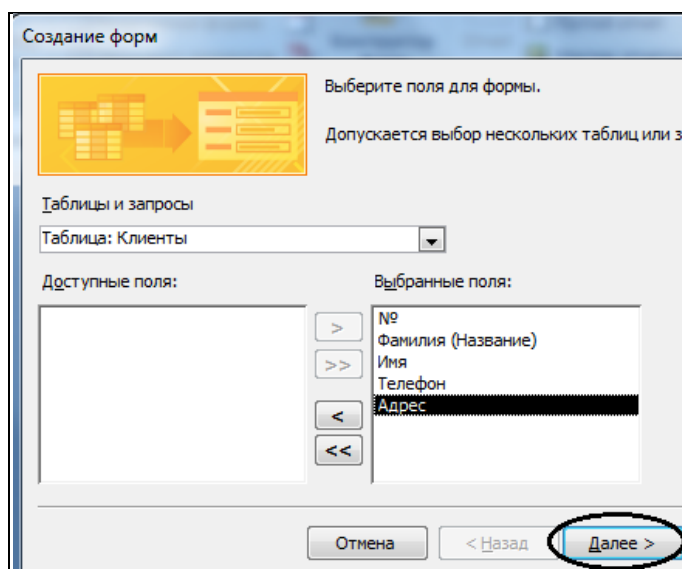 Создание форм
Выберите поля для формы.
Допускается выбор нескольких таблиц или з
Таблицы и запросы
Таблица: Клиенты
Доступные поля:
Выбранные поля:
>
>>
<
<<
№
Фамилия (Название)
Имя
Телефон
Адрес
Отмена
< Назад
Далее >